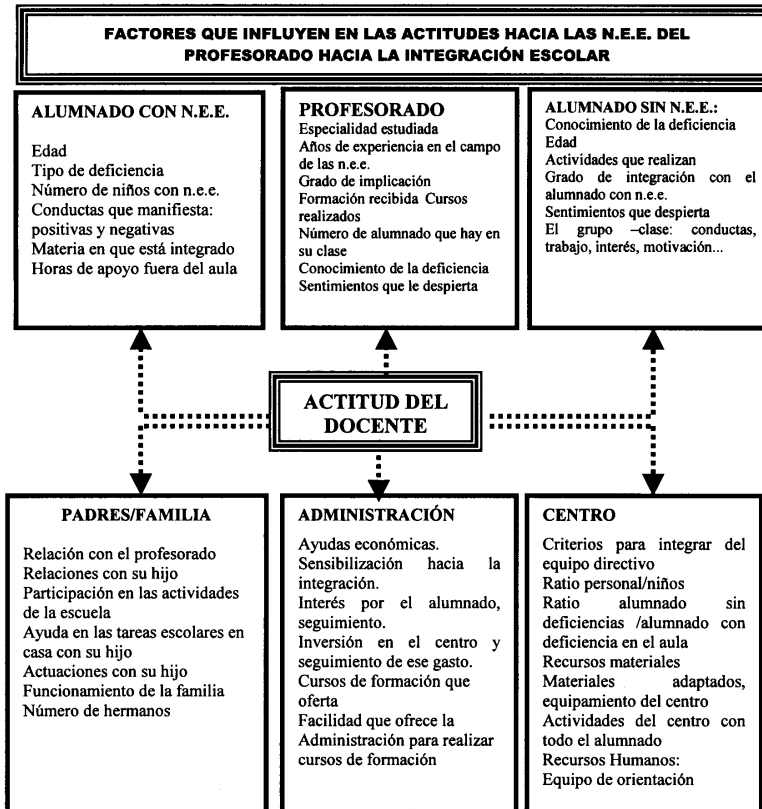 FACTORES QUE INFLUYEN EN LAS ACTITUDES HACIA LAS N.E.E. DEL
PROFESORADO HACIA LA INTEGRACIÓN ESCOLAR
ALUMNADO CON N.E.E.
Edad
Tipo de deficiencia
Número de niños con n.e.e.
Conductas que manifiesta:
positivas y negativas
Materia en que está integrado
Horas de apoyo fuera del aula
PROFESORADO
Especialidad estudiada
Años de experiencia en el campo
de las n.e.e.
Grado de implicación
Formación recibida Cursos
realizados
Número de alumnado que hay en
su clase
Conocimiento de la deficiencia
Sentimientos que le despierta
ALUMNADO SIN N.E.E.:
Conocimiento de la deficiencia
Edad
Actividades que realizan
Grado de integración con el
alumnado con n.e.e.
Sentimientos que despierta
El grupo –clase: conductas,
trabajo, interés, motivación...
ACTITUD DEL
DOCENTE
PADRES/FAMILIA
Relación con el profesorado
Relaciones con su hijo
Participación en las actividades
de la escuela
Ayuda en las tareas escolares en
casa con su hijo
Actuaciones con su hijo
Funcionamiento de la familia
Número de hermanos
ADMINISTRACIÓN
Ayudas económicas.
Sensibilización hacia la
integración.
Interés por el alumnado,
seguimiento.
Inversión en el centro y
seguimiento de ese gasto.
Cursos de formación que
oferta
Facilidad que ofrece la
Administración para realizar
cursos de formación
CENTRO
Criterios para integrar del
equipo directivo
Ratio personal/niños
Ratio alumnado sin
deficiencias /alumnado con
deficiencia en el aula
Recursos materiales
Materiales adaptados,
equipamiento del centro
Actividades del centro con
todo el alumnado
Recursos Humanos:
Equipo de orientación